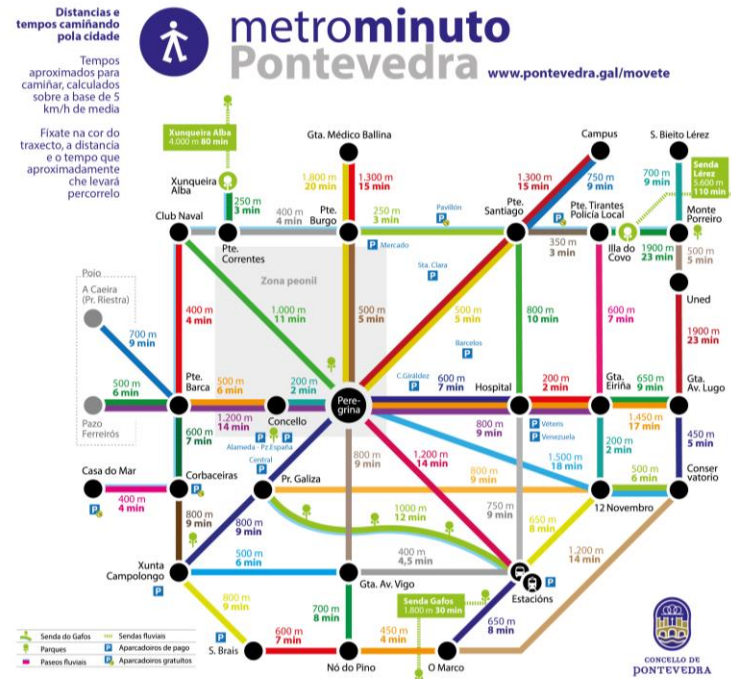 Distancias e
tempos camiñando
pola cidade
Tempos
aproximados para
camiñar, calculados
sobre a base de 5
km/h de media
Fíxate na cor do
traxecto, a distancia
e o tempo que
aproximadamente
che levará
percorrelo
metrominuto
Pontevedra
www.pontevedra.gal/movete
Xunqueira Alba
4.000 m 80 min
Gta. Médico Ballina
Campus
S. Bieito Lérez
Senda
Lérez
5.600 m
110 min
Xunqueira
Alba
250 m
3 min
1.800 m
20 min
1.300 m
15 min
1.300 m
15 min
750 m
9 min
700 m
9 min
Club Naval
400 m
4 min
Pte.
Burgo
250 m
3 min
Pavillón
Pte.
Santiago
Pte. Tirantes
Policía Local
Monte
Porreiro
Pte.
Correntes
Mercado
350 m
3 min
Illa do
Covo
1900 m
23 min
500 m
5 min
Zona peonil
Sta. Clara
Poio
A Caeira
(Pr. Riestra)
Uned
400 m
4 min
1.000 m
11 min
500 m
5 min
500 m
5 min
800 m
10 min
600 m
7 min
1900 m
23 min
700 m
9 min
Barcelos
Pte.
Barca
C.Giráldez
Gta.
Eiriña
Gta.
Av. Lugo
500 m
6 min
500 m
6 min
200 m
2 min
600 m
7 min
Hospital
200 m
2 min
650 m
9 min
Pere-
grina
Pazo
Ferreirós
1.200 m
14 min
Concello
800 m
9 min
Véteris
Venezuela
1.450 m
17 min
600 m
7 min
Alameda - Pz.España
Central
800 m
9 min
1.200 m
14 min
1.500 m
18 min
200 m
2 min
450 m
5 min
Casa do Mar
Corbaceiras
Pr. Galiza
800 m
9 min
500 m
6 min
Conser
vatorio
400 m
4 min
12 Novembro
800 m
9 min
800 m
9 min
1000 m
12 min
750 m
9 min
650 m
8 min
1.200 m
14 min
Xunta
Campolongo
500 m
6 min
400 m
4,5 min
Gta. Av. Vigo
Estacións
800 m
9 min
700 m
8 min
Senda Gafos
1.800 m 30 min
650 m
8 min
S. Brais
600 m
7 min
450 m
4 min
Nó do Pino
O Marco
Senda do Gafos
Sendas fluviais
Parques
Aparcadoiros de pago
Paseos fluviais
Aparcadoiros gratuítos
CONCELLO DE
PONTEVEDRA